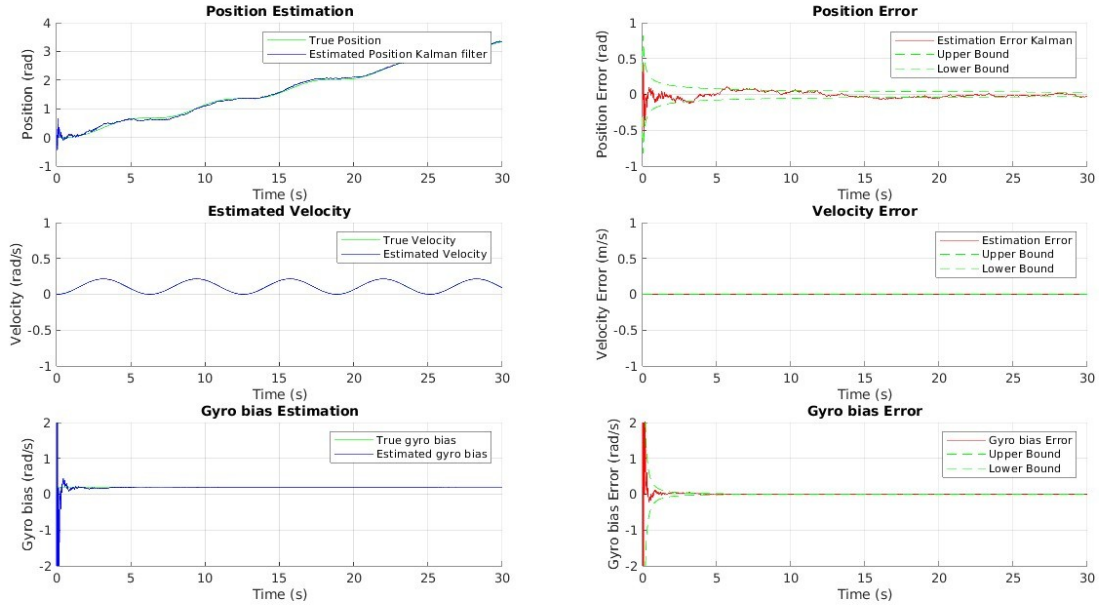 Position Estimation
4
3
2
1
0
-1
Position (rad)
True Position
Estimated Position Kalman filter
0 5 10 15 20 25 30
Time (s)
Position Error
1
0.5
0
-0.5
-1
Position Error (rad)
Estimation Error Kalman
Upper Bound
Lower Bound
0 5 10 15 20 25 30
Time (s)
Estimated Velocity
1
0.5
0
-0.5
-1
Velocity (rad/s)
True Velocity
Estimated Velocity
0 5 10 15 20 25 30
Time (s)
Velocity Error
1
0.5
0
-0.5
-1
Velocity Error (m/s)
Estimation Error
Upper Bound
Lower Bound
0 5 10 15 20 25 30
Time (s)
Gyro bias Estimation
2
1
0
-1
-2
Gyro bias (rad/s)
True gyro bias
Estimated gyro bias
0 5 10 15 20 25 30
Time (s)
Gyro bias Error
2
1
0
-1
-2
Gyro bias Error (rad/s)
Gyro bias Error
Upper Bound
Lower Bound
0 5 10 15 20 25 30
Time (s)